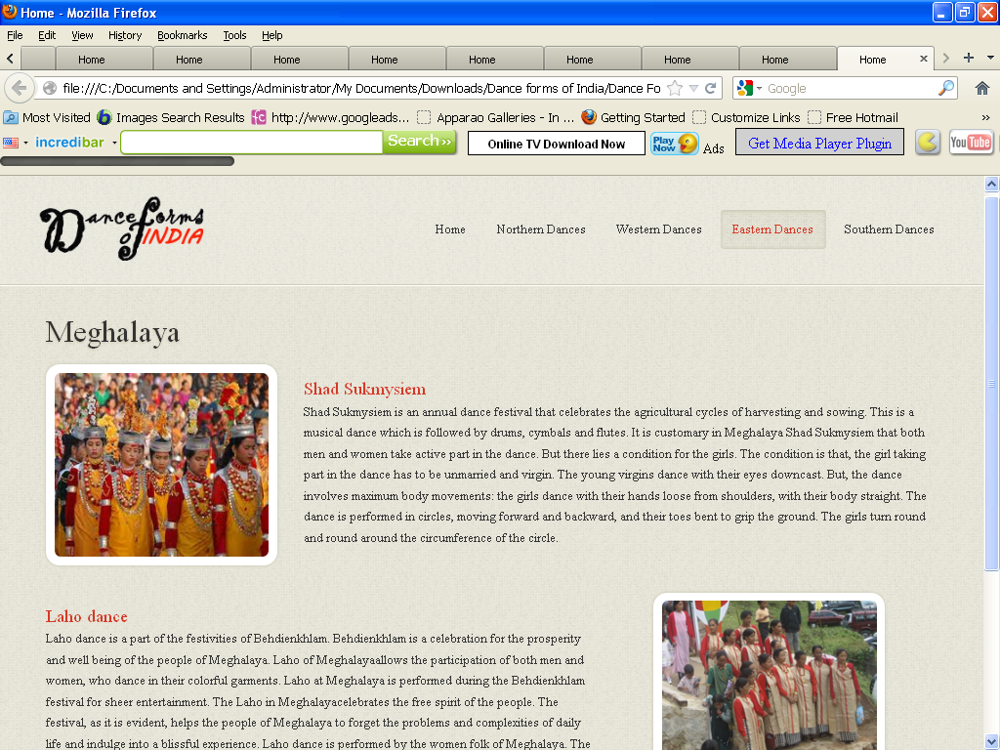 Home - Mozilla Firefox
File Edit View History Bookmarks Tools Help
Home Home Home Home Home Home Home Home Home
file:///C:/Documents and Settings/Administrator/My Documents/Downloads/Dance forms of India/Dance Fo Google
Most Visited Images Search Results http://www.googleads... Apparao Galleries - In ... Getting Started Customize Links Free Hotmail »
incredibar Search ›› Online TV Download Now Play Now Ads Get Media Player Plugin You Tube
Dance forms of INDIA
Home Northern Dances Western Dances Eastern Dances Southern Dances
Meghalaya
Shad Sukmysiem
Shad Sukmysiem is an annual dance festival that celebrates the agricultural cycles of harvesting and sowing. This is a
musical dance which is followed by drums, cymbals and flutes. It is customary in Meghalaya Shad Sukmysiem that both
men and women take active part in the dance. But there lies a condition for the girls. The condition is that, the girl taking
part in the dance has to be unmarried and virgin. The young virgins dance with their eyes downcast. But, the dance
involves maximum body movements: the girls dance with their hands loose from shoulders, with their body straight. The
dance is performed in circles, moving forward and backward, and their toes bent to grip the ground. The girls turn round
and round around the circumference of the circle.
Laho dance
Laho dance is a part of the festivities of Behdienkhlam. Behdienkhlam is a celebration for the prosperity
and well being of the people of Meghalaya. Laho of Meghalayaallows the participation of both men and
women, who dance in their colorful garments. Laho at Meghalaya is performed during the Behdienkhlam
festival for sheer entertainment. The Laho in Meghalayacelebrates the free spirit of the people. The
festival, as it is evident, helps the people of Meghalaya to forget the problems and complexities of daily
life and indulge into a blissful experience. Laho dance is performed by the women folk of Meghalaya. The